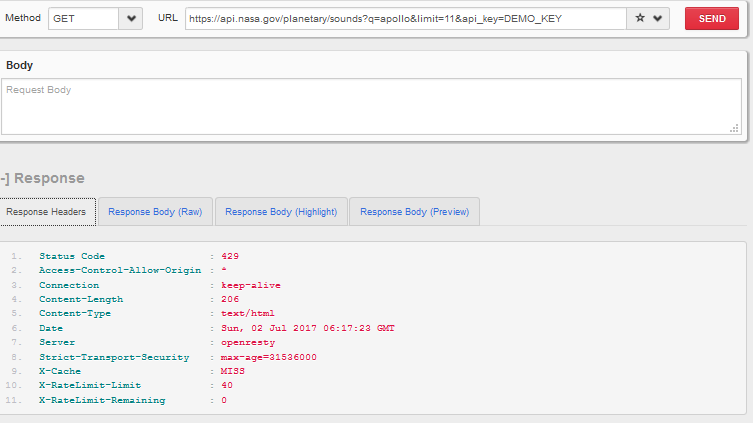 Method GET URL https://api.nasa.gov/planetary/sounds?q=apollo&limit=11&api_key=DEMO_KEY SEND
Body
Request Body
-] Response
Response Headers Response Body (Raw) Response Body (Highlight) Response Body (Preview)
1. Status Code : 429
2. Access-Control-Allow-Origin : *
3. Connection : keep-alive
4. Content-Length : 206
5. Content-Type : text/html
6. Date : Sun, 02 Jul 2017 06:17:23 GMT
7. Server : openresty
8. Strict-Transport-Security : max-age=31536000
9. X-Cache : MISS
10. X-RateLimit-Limit : 40
11. X-RateLimit-Remaining : 0